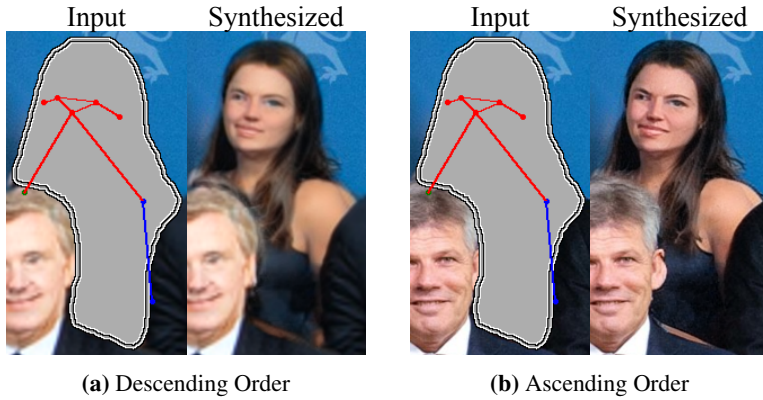 Input Synthesized Input Synthesized
(a) Descending Order (b) Ascending Order